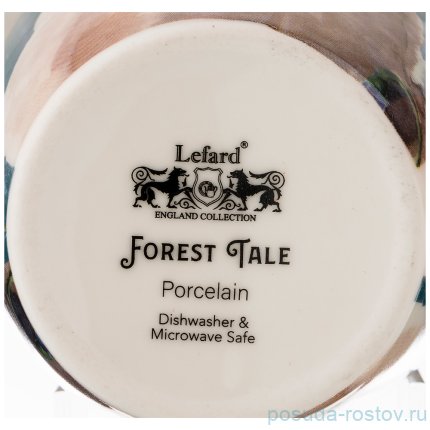 Lefard®
ENGLAND COLLECTION
FOREST TALE
Porcelain
Dishwasher &
Microwave Safe
posuda-rostov.ru